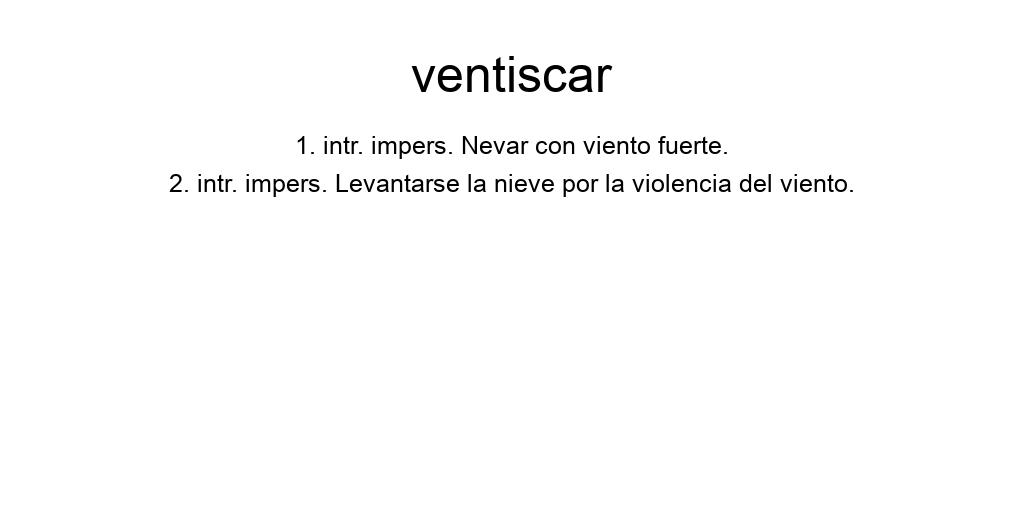 ventiscar
1. intr. impers. Nevar con viento fuerte.
2. intr. impers. Levantarse la nieve por la violencia del viento.